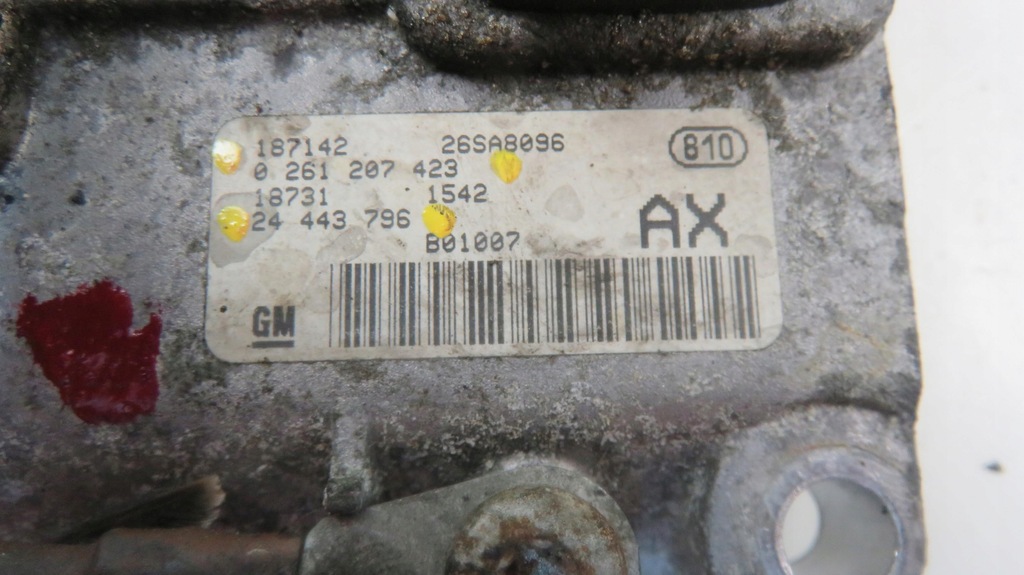 187142 26SA8096 810
0 261 207 423
18731 1542
24 443 796 AX
B01007
GM